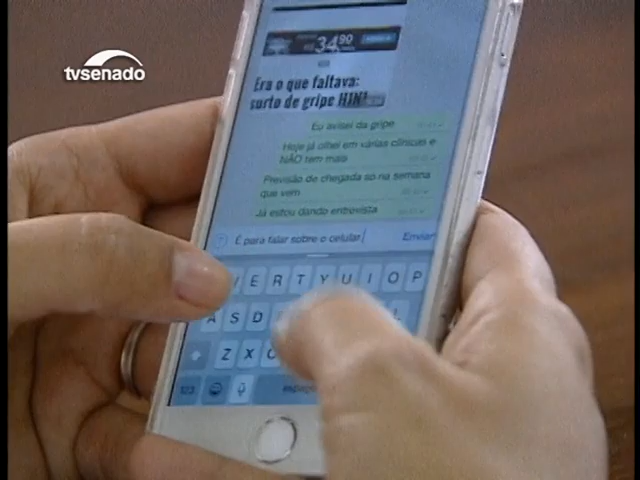 34,90
tvsenado
Era o que faltava:
surto de gripe H1N1
Eu avisei da gripe
Hoje já olhei em várias clínicas e
NÃO tem mais
Previsão de chegada so na semana
que vem
Já estou dando entrevista
É para falar sobre o celular
Enviar
E R T Y U I O P
A S D L
Z X C
123
espaço